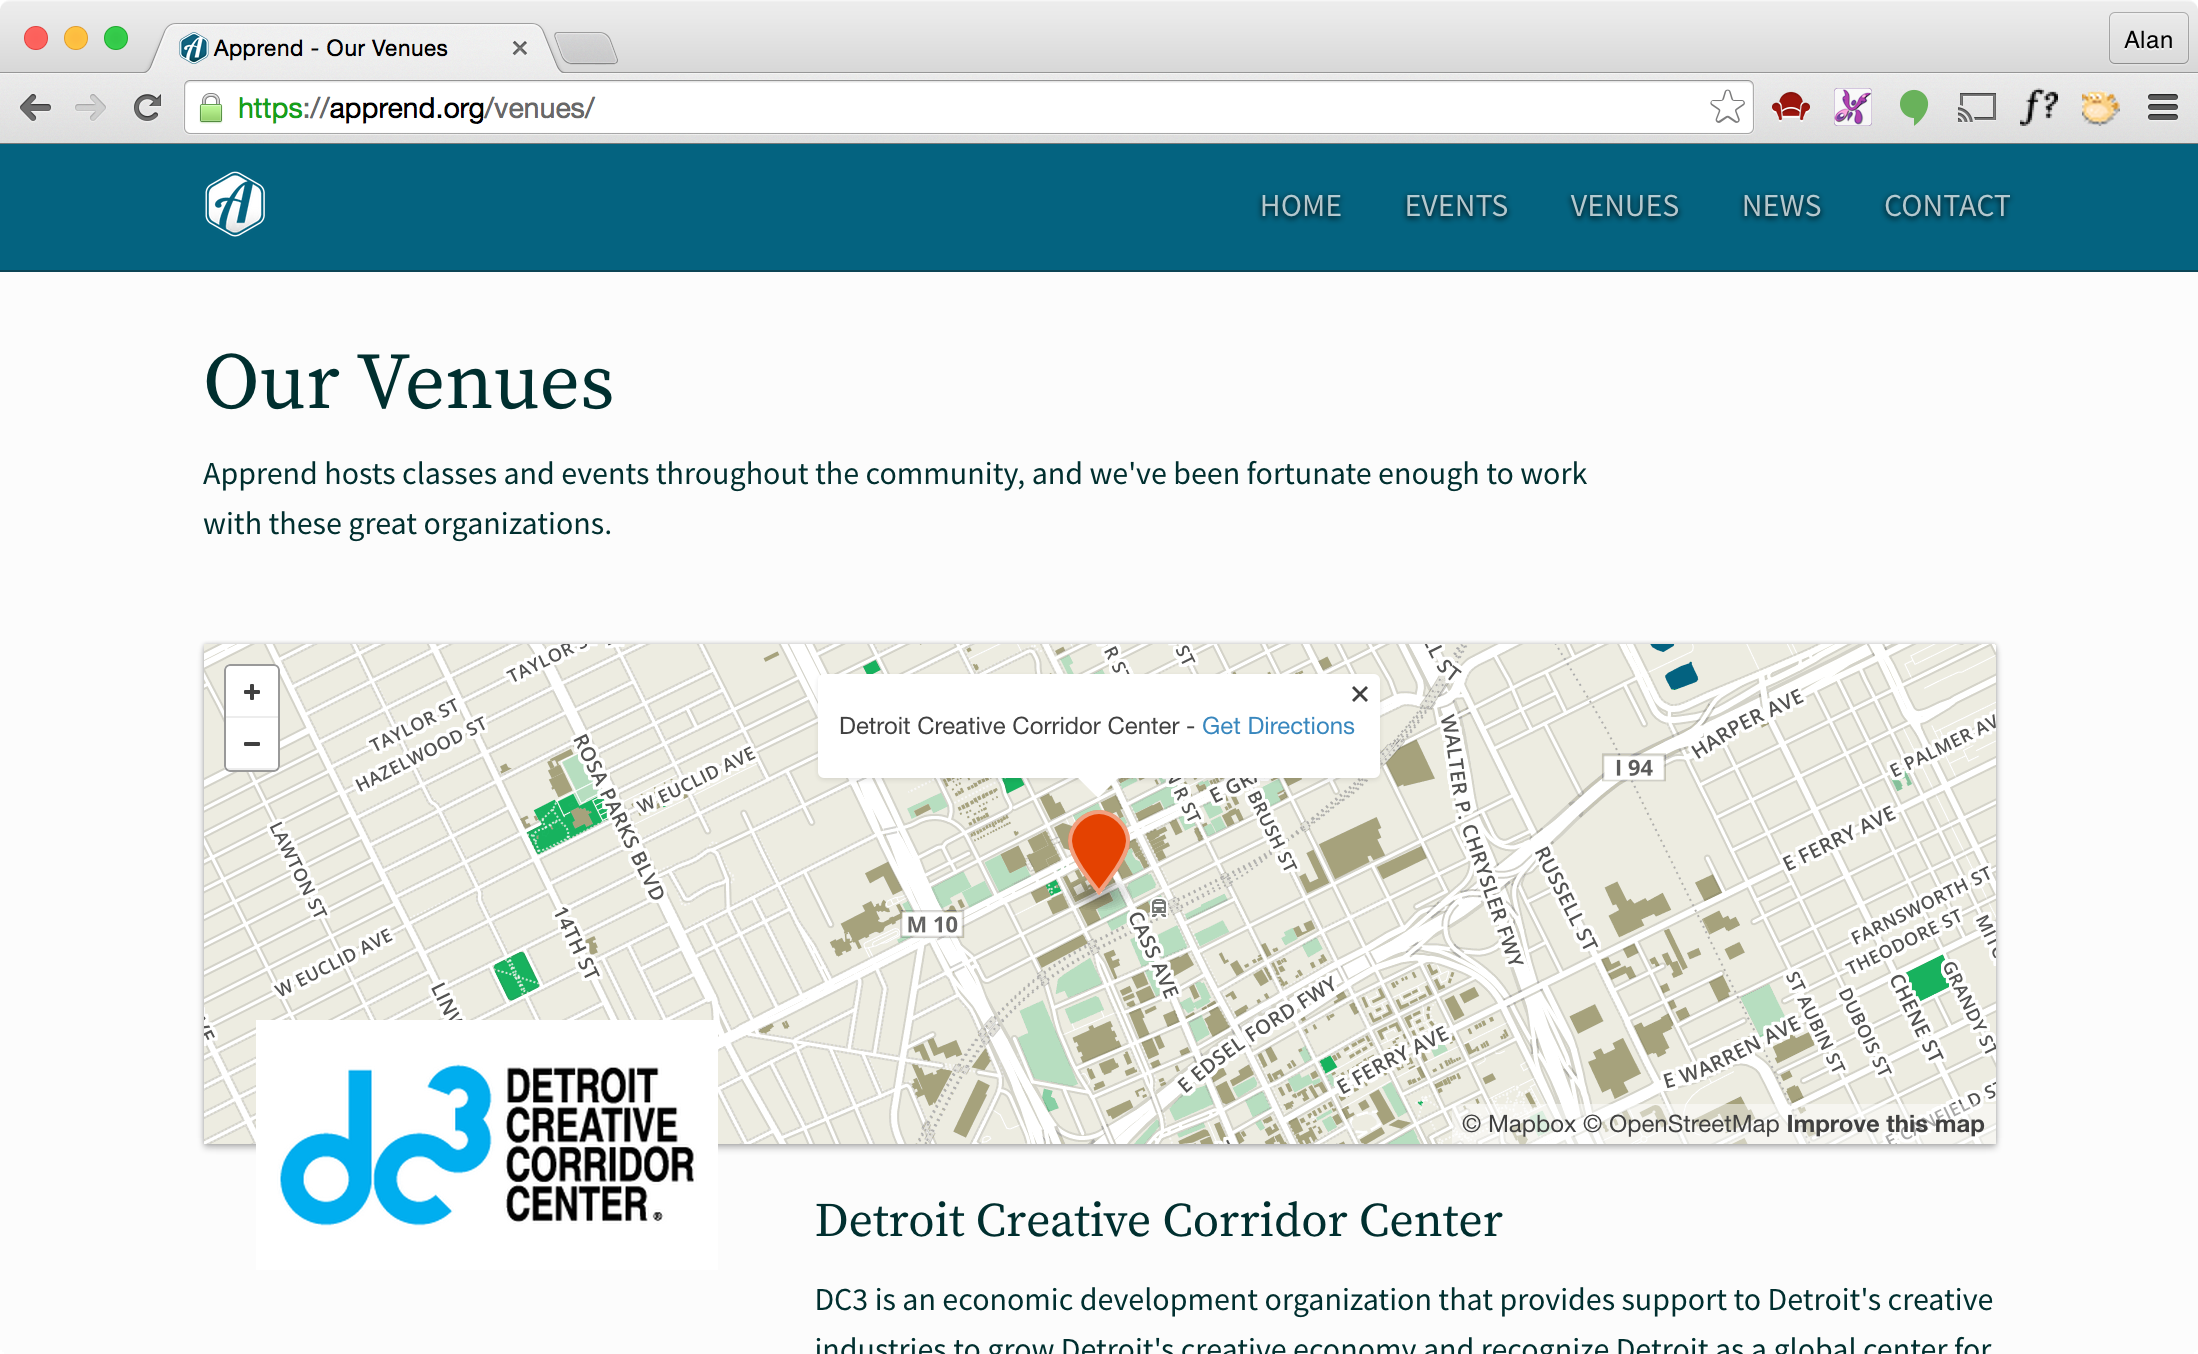 Apprend - Our Venues
Alan
https://apprend.org/venues/
f?
A
HOME EVENTS VENUES NEWS CONTACT
Our Venues
Apprend hosts classes and events throughout the community, and we've been fortunate enough to work
with these great organizations.
+
−
Detroit Creative Corridor Center - Get Directions
TAYLOR S
TAYLOR ST
HAZELWOOD ST
ROSA PARKS BLVD
W EUCLID AVE
LAWTON ST
W EUCLID AVE
14TH ST
M 10
R S
ST
L ST
R ST
E GR
BRUSH ST
WALTER P. CHRYSLER FWY
I 94
HARPER AVE
E PALMER AV
E FERRY AVE
RUSSELL ST
CASS AVE
FARNSWORTH ST
THEODORE ST
E EDSEL FORD FWY
E FERRY AVE
ST AUBIN ST
DUBOIS ST
CHENE ST
GRANDY ST
E WARREN AVE
© Mapbox © OpenStreetMap Improve this map
dc3
DETROIT
CREATIVE
CORRIDOR
CENTER®
Detroit Creative Corridor Center
DC3 is an economic development organization that provides support to Detroit's creative
industries to grow Detroit's creative economy and recognize Detroit as a global center for